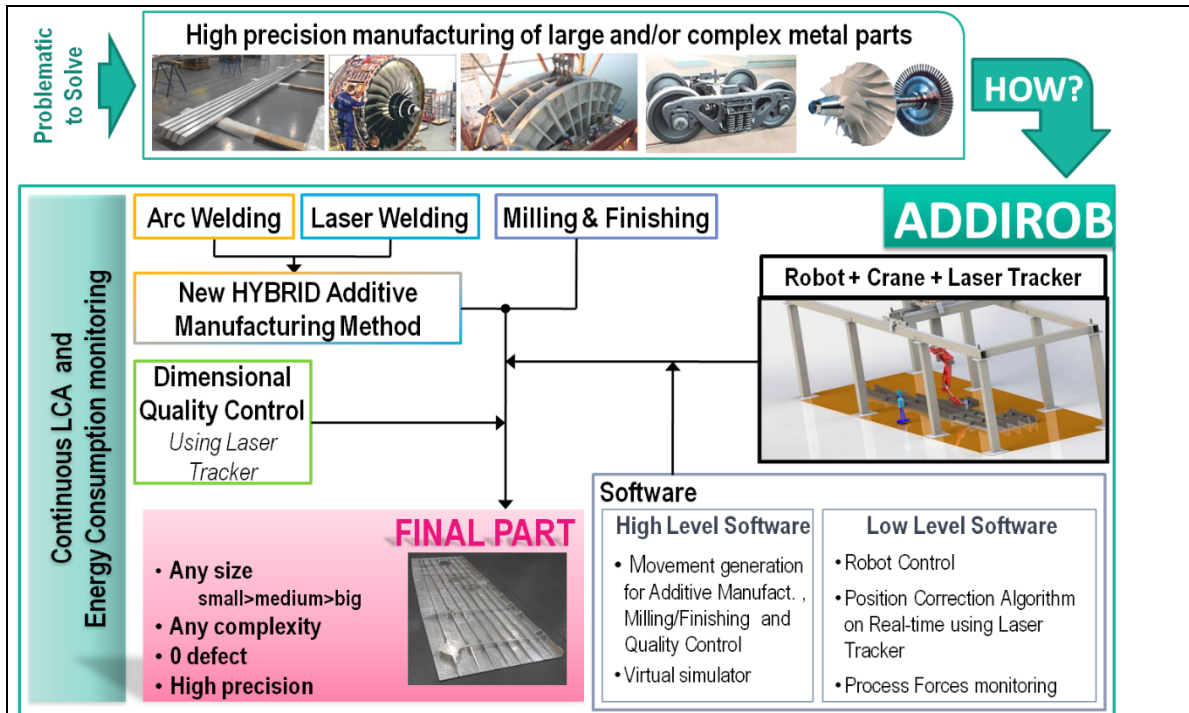 Problematic
to Solve
High precision manufacturing of large and/or complex metal parts
HOW?
ADDIROB
Continuous LCA and
Energy Consumption monitoring
Arc Welding
Laser Welding
Milling & Finishing
New HYBRID Additive
Manufacturing Method
Robot + Crane + Laser Tracker
Dimensional
Quality Control
Using Laser
Tracker
FINAL PART
• Any size
small>medium>big
• Any complexity
• 0 defect
• High precision
Software
High Level Software
• Movement generation
for Additive Manufact. ,
Milling/Finishing and
Quality Control
• Virtual simulator
Low Level Software
• Robot Control
• Position Correction Algorithm
on Real-time using Laser
Tracker
• Process Forces monitoring